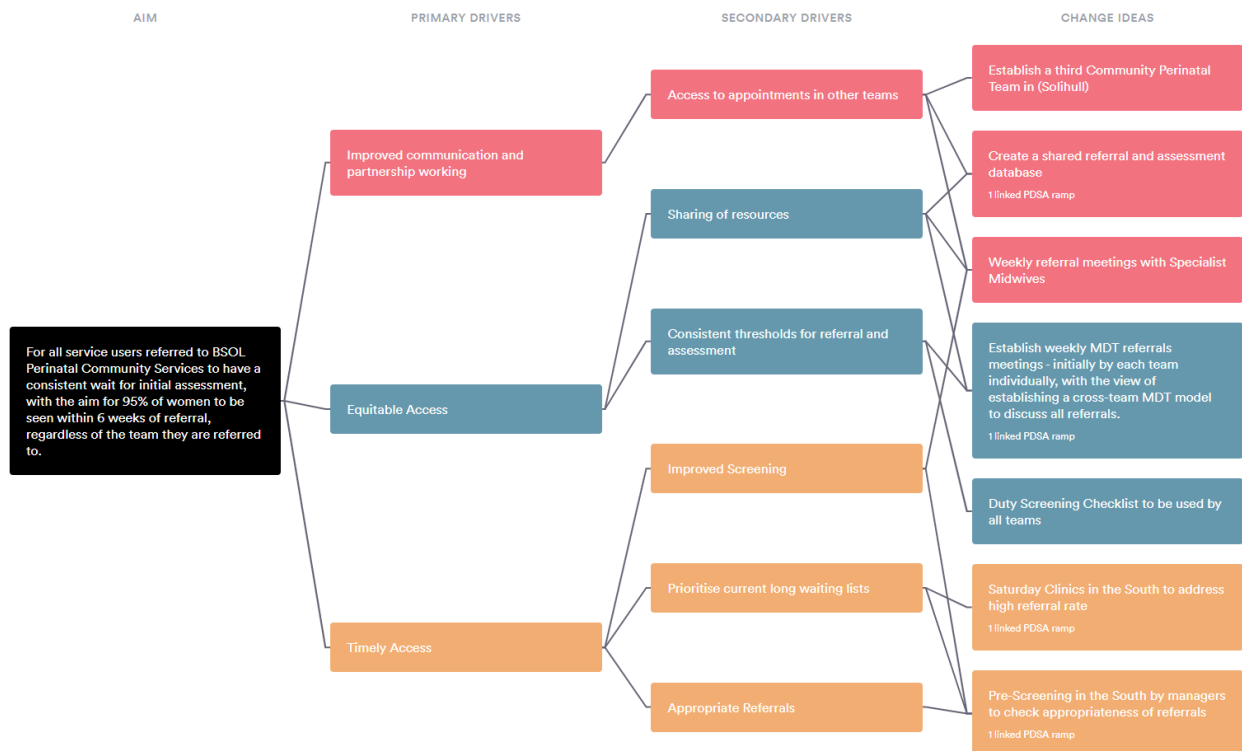 AIM
PRIMARY DRIVERS
SECONDARY DRIVERS
CHANGE IDEAS
For all service users referred to BSOL
Perinatal Community Services to have a
consistent wait for initial assessment,
with the aim for 95% of women to be
seen within 6 weeks of referral,
regardless of the team they are referred
to.
Improved communication and
partnership working
Equitable Access
Timely Access
Access to appointments in other teams
Sharing of resources
Consistent thresholds for referral and
assessment
Improved Screening
Prioritise current long waiting lists
Appropriate Referrals
Establish a third Community Perinatal
Team in (Solihull)
Create a shared referral and assessment
database
1 linked PDSA ramp
Weekly referral meetings with Specialist
Midwives
Establish weekly MDT referrals
meetings - initially by each team
individually, with the view of
establishing a cross-team MDT model
to discuss all referrals.
1 linked PDSA ramp
Duty Screening Checklist to be used by
all teams
Saturday Clinics in the South to address
high referral rate
1 linked PDSA ramp
Pre-Screening in the South by managers
to check appropriateness of referrals
1 linked PDSA ramp